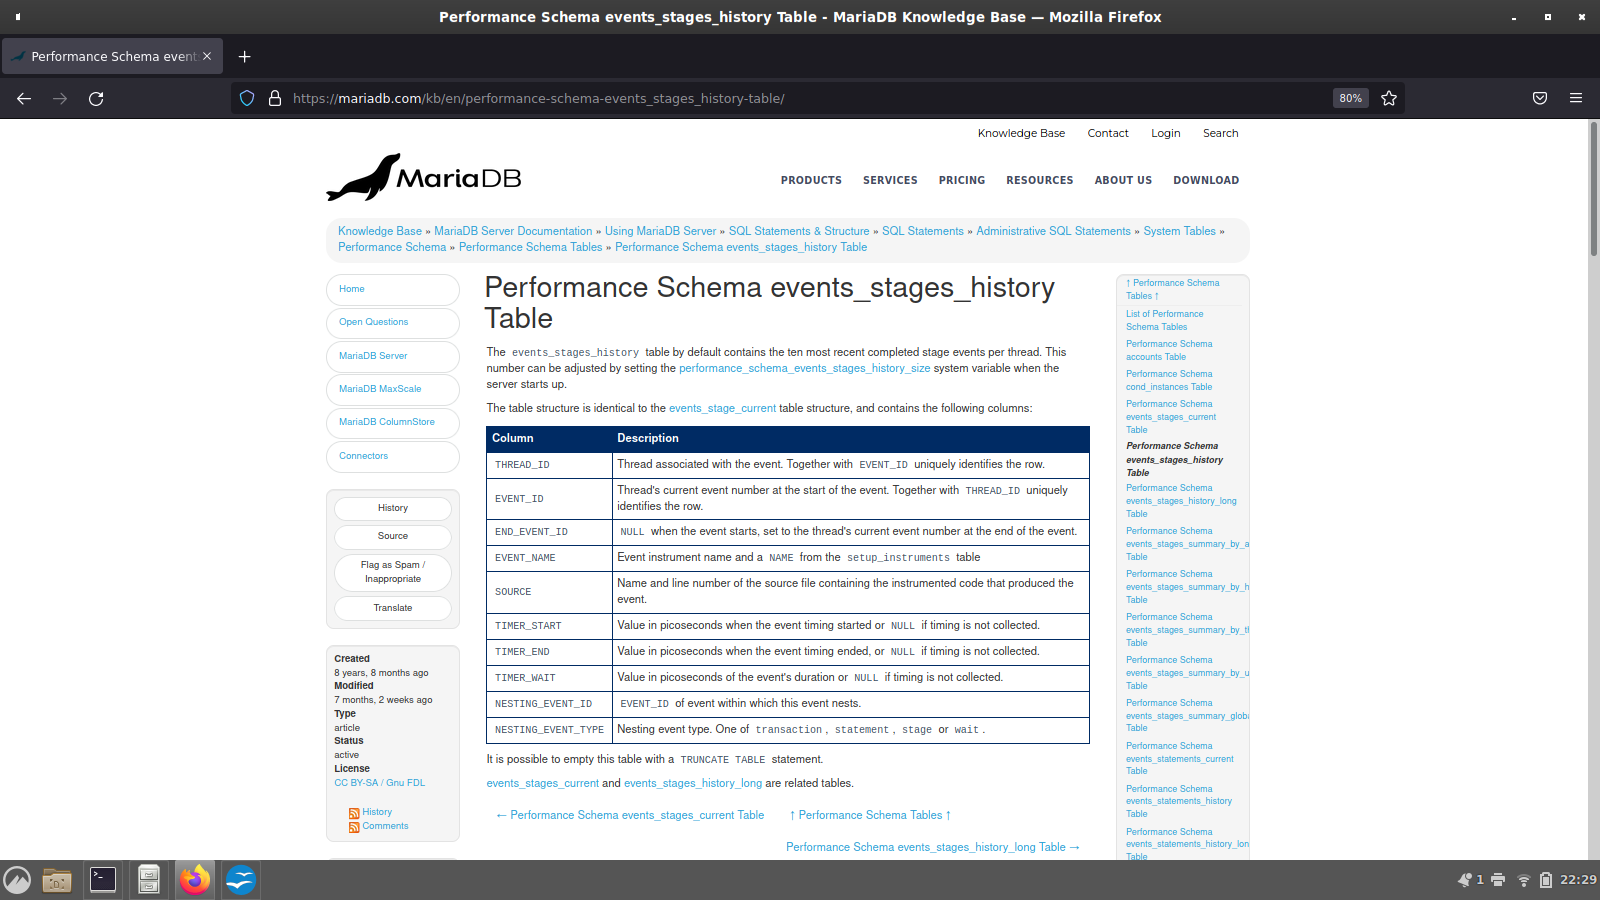 Performance Schema events_stages_history Table - MariaDB Knowledge Base — Mozilla Firefox
Performance Schema event
https://mariadb.com/kb/en/performance-schema-events_stages_history-table/
80%
Knowledge Base Contact Login Search
MariaDB
PRODUCTS SERVICES PRICING RESOURCES ABOUT US DOWNLOAD
Knowledge Base » MariaDB Server Documentation » Using MariaDB Server » SQL Statements & Structure » SQL Statements » Administrative SQL Statements » System Tables »
Performance Schema » Performance Schema Tables » Performance Schema events_stages_history Table
Home
Open Questions
MariaDB Server
MariaDB MaxScale
MariaDB ColumnStore
Connectors
History
Source
Flag as Spam /
Inappropriate
Translate
Created
8 years, 8 months ago
Modified
7 months, 2 weeks ago
Type
article
Status
active
License
CC BY-SA / Gnu FDL
History
Comments
Performance Schema events_stages_history
Table
The events_stages_history table by default contains the ten most recent completed stage events per thread. This
number can be adjusted by setting the performance_schema_events_stages_history_size system variable when the
server starts up.
The table structure is identical to the events_stage_current table structure, and contains the following columns:
Column Description
THREAD_ID Thread associated with the event. Together with EVENT_ID uniquely identifies the row.
EVENT_ID Thread's current event number at the start of the event. Together with THREAD_ID uniquely
identifies the row.
END_EVENT_ID NULL when the event starts, set to the thread's current event number at the end of the event.
EVENT_NAME Event instrument name and a NAME from the setup_instruments table
SOURCE Name and line number of the source file containing the instrumented code that produced the
event.
TIMER_START Value in picoseconds when the event timing started or NULL if timing is not collected.
TIMER_END Value in picoseconds when the event timing ended, or NULL if timing is not collected.
TIMER_WAIT Value in picoseconds of the event's duration or NULL if timing is not collected.
NESTING_EVENT_ID EVENT_ID of event within which this event nests.
NESTING_EVENT_TYPE Nesting event type. One of transaction, statement, stage or wait.
It is possible to empty this table with a TRUNCATE TABLE statement.
events_stages_current and events_stages_history_long are related tables.
← Performance Schema events_stages_current Table ↑ Performance Schema Tables ↑
Performance Schema events_stages_history_long Table →
↑ Performance Schema
Tables ↑
List of Performance
Schema Tables
Performance Schema
accounts Table
Performance Schema
cond_instances Table
Performance Schema
events_stages_current
Table
Performance Schema
events_stages_history
Table
Performance Schema
events_stages_history_long
Table
Performance Schema
events_stages_summary_by_a
Table
Performance Schema
events_stages_summary_by_h
Table
Performance Schema
events_stages_summary_by_th
Table
Performance Schema
events_stages_summary_by_u
Table
Performance Schema
events_stages_summary_globa
Table
Performance Schema
events_statements_current
Table
Performance Schema
events_statements_history
Table
Performance Schema
events_statements_history_lon
Table
1 22:29